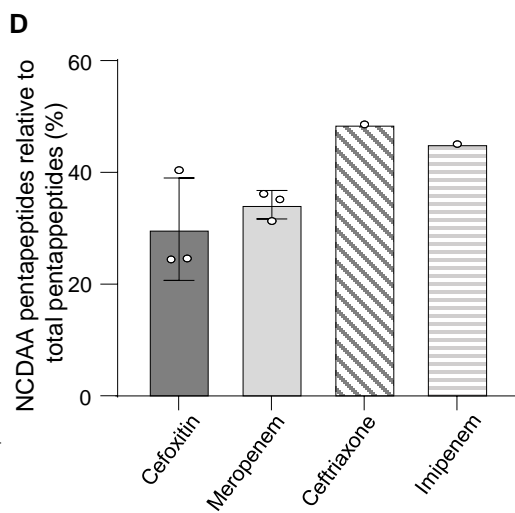 D
NCDAA pentapeptides relative to
total pentappeptides (%)
60
40
20
0
Cefoxitin
Meropenem
Ceftriaxone
Imipenem